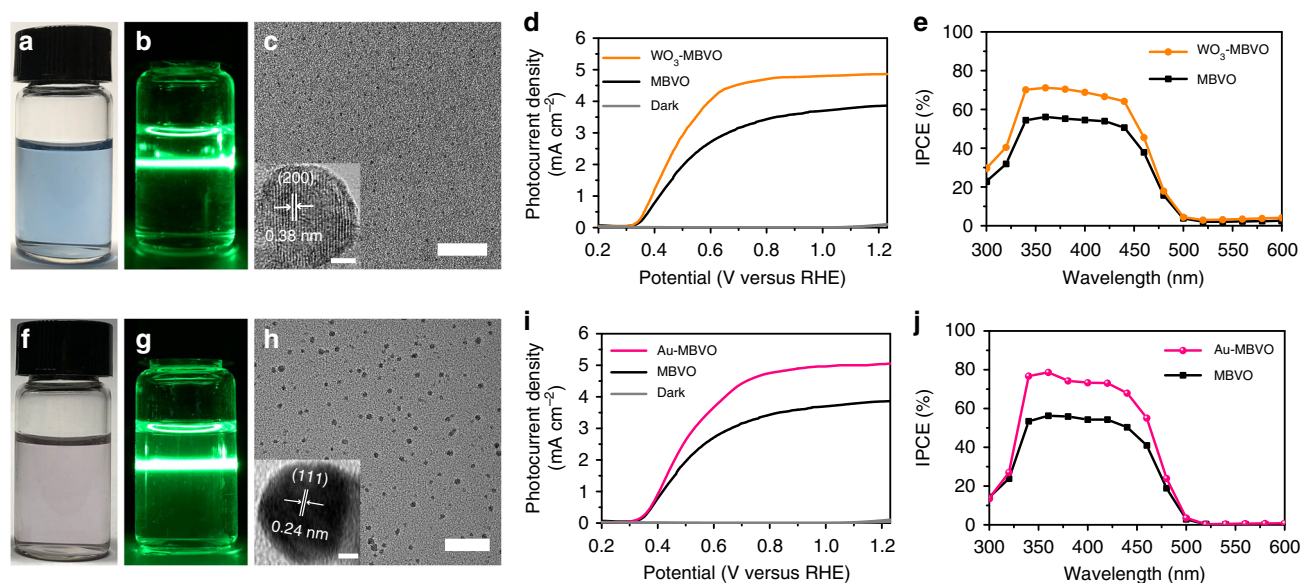 a
b
c
(200)
0.38 nm
d
Photocurrent density
(mA cm⁻²)
6
5
4
3
2
1
0
WO₃-MBVO
MBVO
Dark
0.2 0.4 0.6 0.8 1.0 1.2
Potential (V versus RHE)
e
IPCE (%)
100
80
60
40
20
0
WO₃-MBVO
MBVO
300 350 400 450 500 550 600
Wavelength (nm)
f
g
h
(111)
0.24 nm
i
Photocurrent density
(mA cm⁻²)
6
5
4
3
2
1
0
Au-MBVO
MBVO
Dark
0.2 0.4 0.6 0.8 1.0 1.2
Potential (V versus RHE)
j
IPCE (%)
100
80
60
40
20
0
Au-MBVO
MBVO
300 350 400 450 500 550 600
Wavelength (nm)